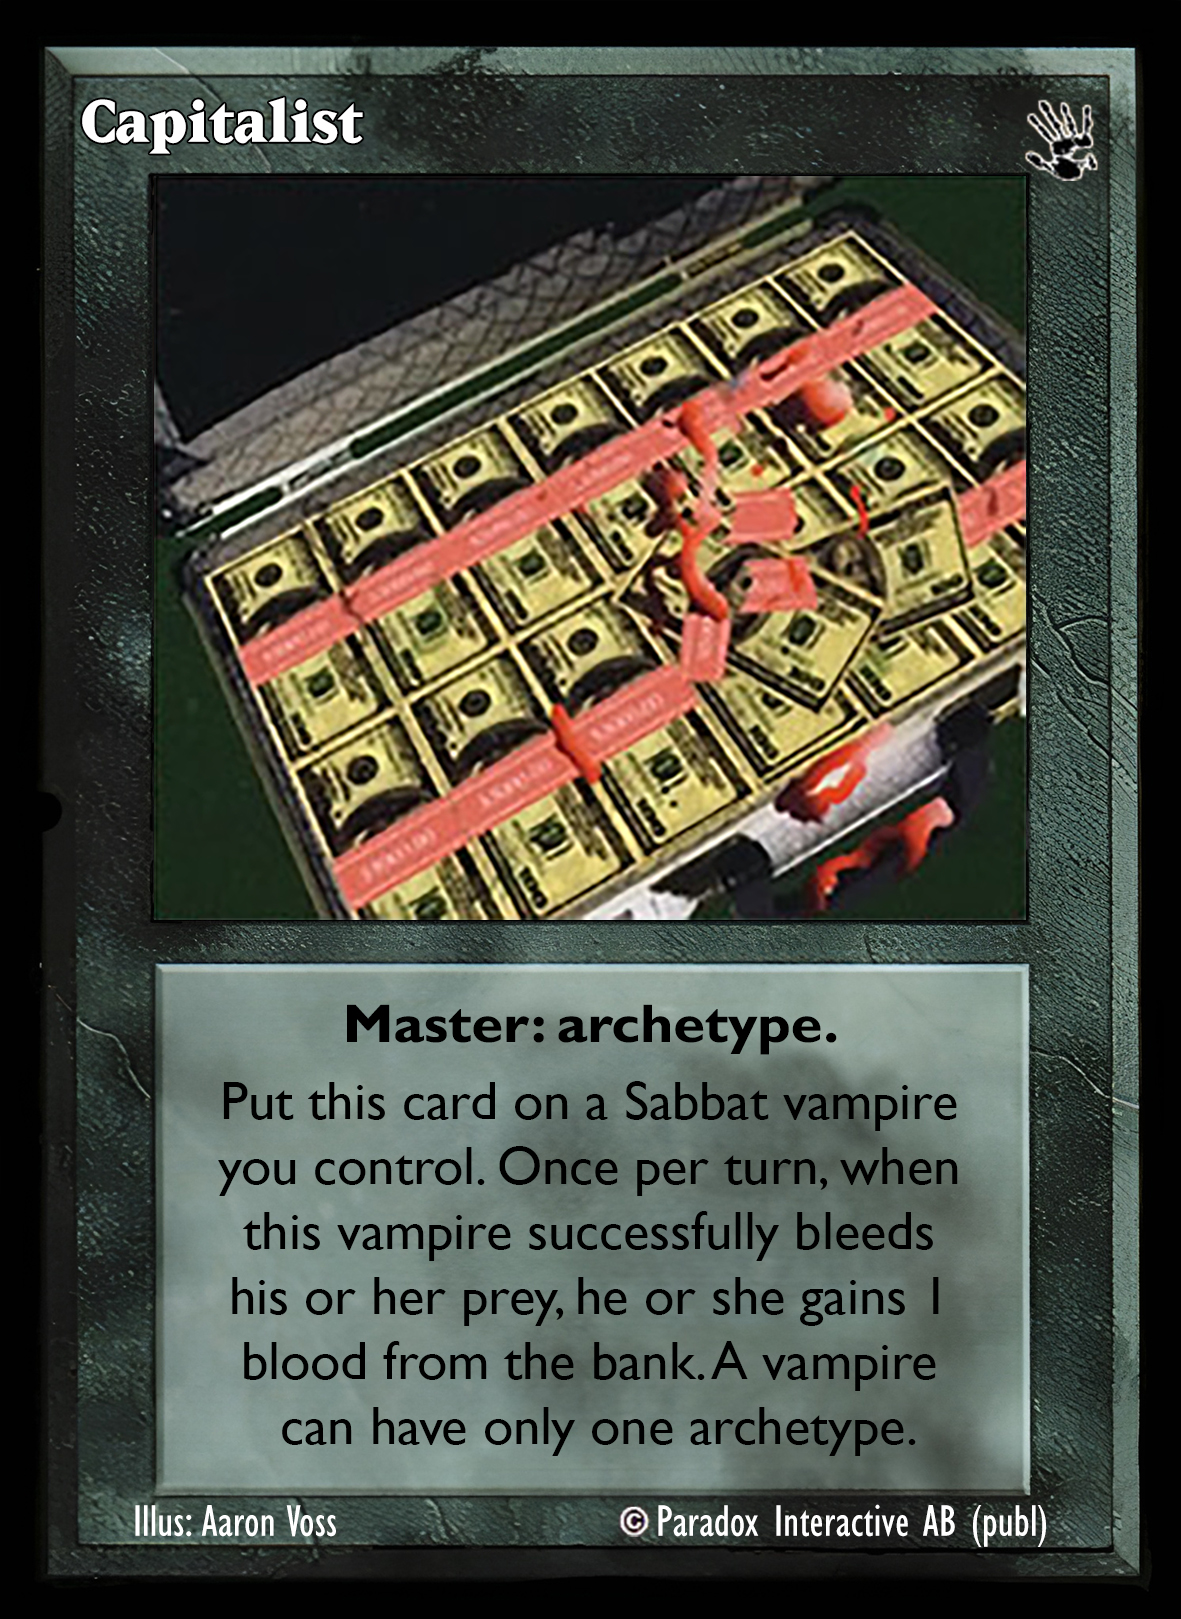 Capitalist
Master: archetype.
Put this card on a Sabbat vampire
you control. Once per turn, when
this vampire successfully bleeds
his or her prey, he or she gains 1
blood from the bank. A vampire
can have only one archetype.
Illus: Aaron Voss
© Paradox Interactive AB (publ)